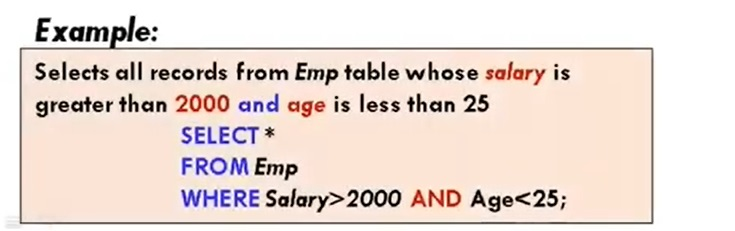 Example:
Selects all records from Emp table whose salary is
greater than 2000 and age is less than 25
SELECT *
FROM Emp
WHERE Salary>2000 AND Age<25;